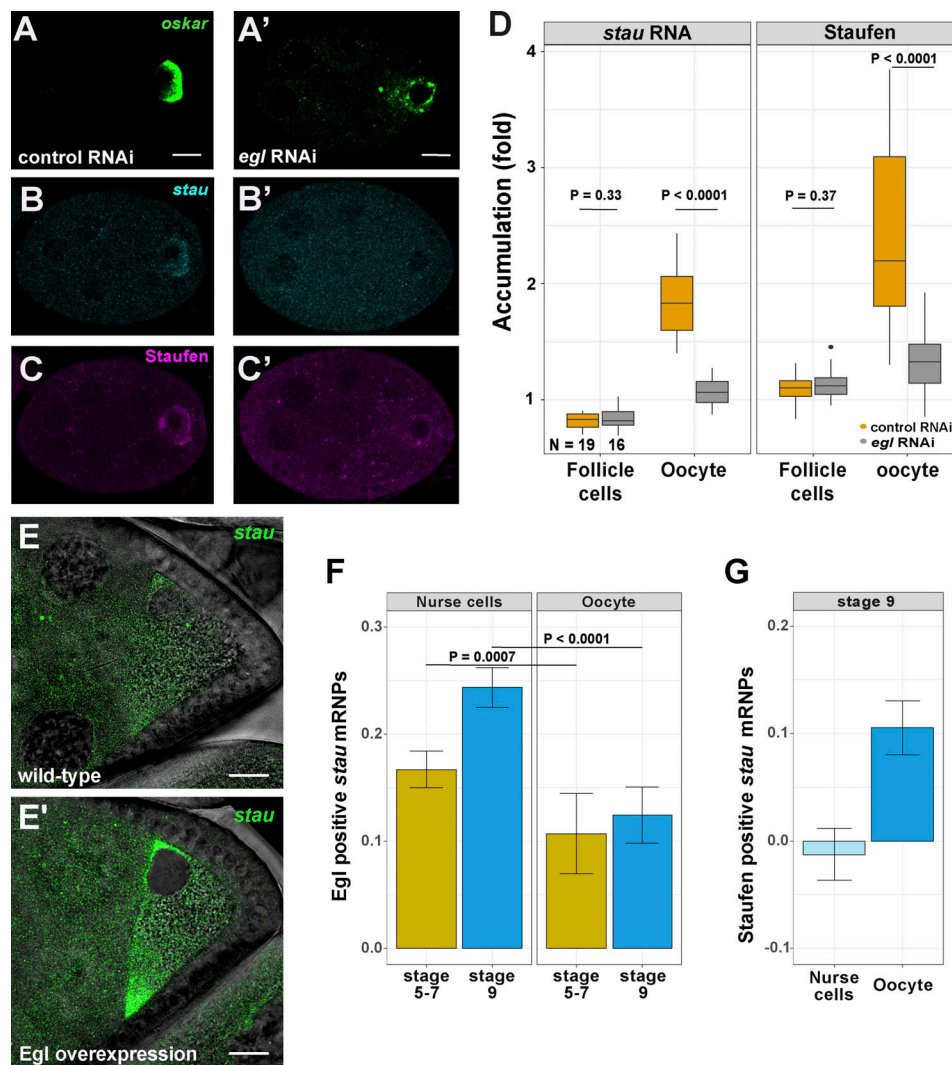 A
oskar
control RNAi
A'
egl RNAi
B
stau
B'
C
Staufen
C'
D
stau RNA
Staufen
Accumulation (fold)
4
3
2
1
P = 0.33
P < 0.0001
P = 0.37
P < 0.0001
N = 19
16
control RNAi
egl RNAi
Follicle
cells
Oocyte
Follicle
cells
oocyte
E
stau
wild-type
E'
stau
Egl overexpression
F
Nurse cells
Oocyte
Egl positive stau mRNPs
0.3
0.2
0.1
0.0
P < 0.0001
P = 0.0007
stage
5-7
stage
9
stage
5-7
stage
9
G
stage 9
Staufen positive stau mRNPs
0.2
0.1
0.0
-0.1
Nurse
cells
Oocyte